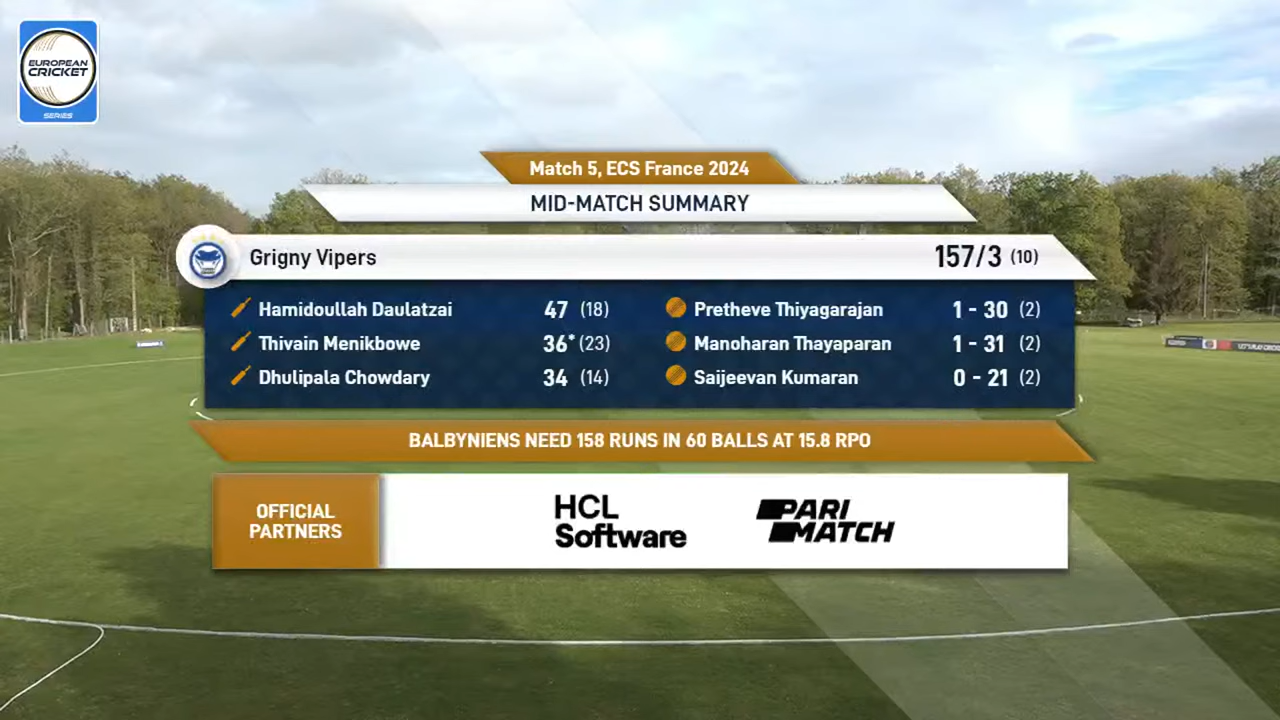 EUROPEAN
CRICKET
SERIES
Match 5, ECS France 2024
MID-MATCH SUMMARY
Grigny Vipers 157/3 (10)
Hamidoullah Daulatzai 47 (18) Pretheve Thiyagarajan 1 - 30 (2)
Thivain Menikbowe 36* (23) Manoharan Thayaparan 1 - 31 (2)
Dhulipala Chowdary 34 (14) Saijeevan Kumaran 0 - 21 (2)
BALBYNIENS NEED 158 RUNS IN 60 BALLS AT 15.8 RPO
OFFICIAL
PARTNERS
HCL
Software
PARI
MATCH